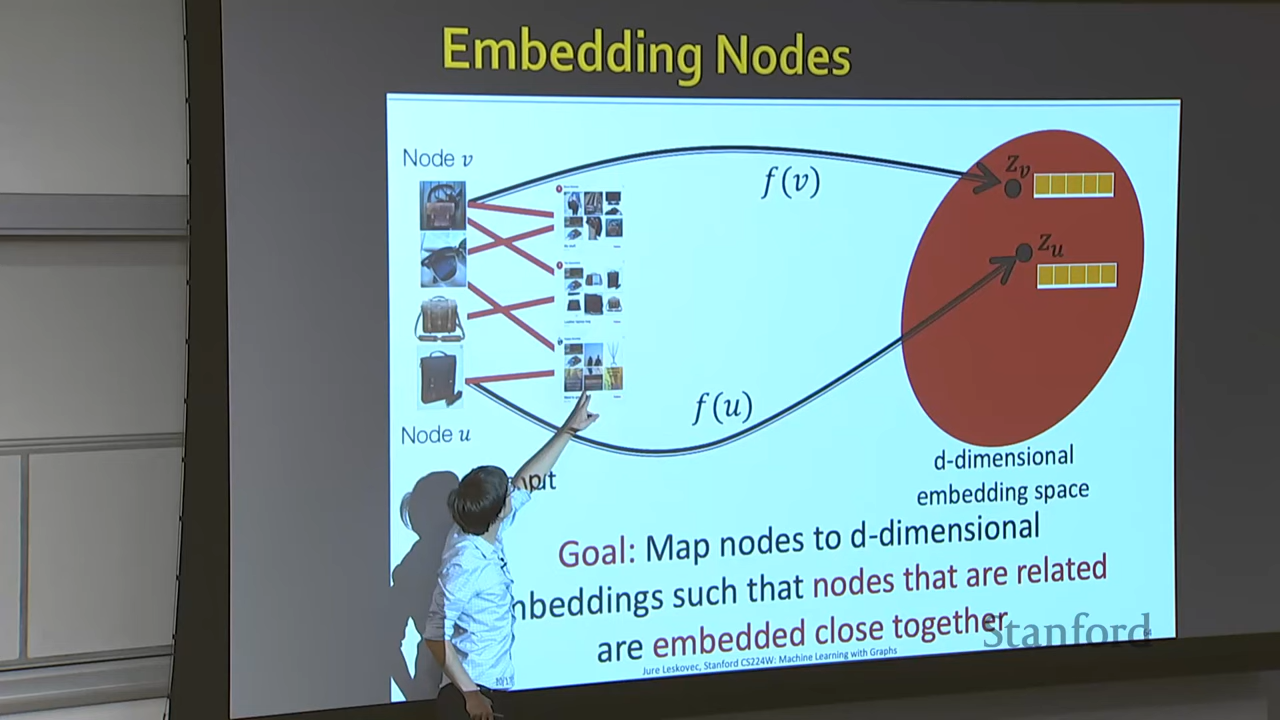 Embedding Nodes
Node v
f(v)
z_v
z_u
f(u)
Node u
d-dimensional
embedding space
Goal: Map nodes to d-dimensional
such that nodes that are related
are embedded close together
Stanford
Jure Leskovec, Stanford CS224W: Machine Learning with Graphs